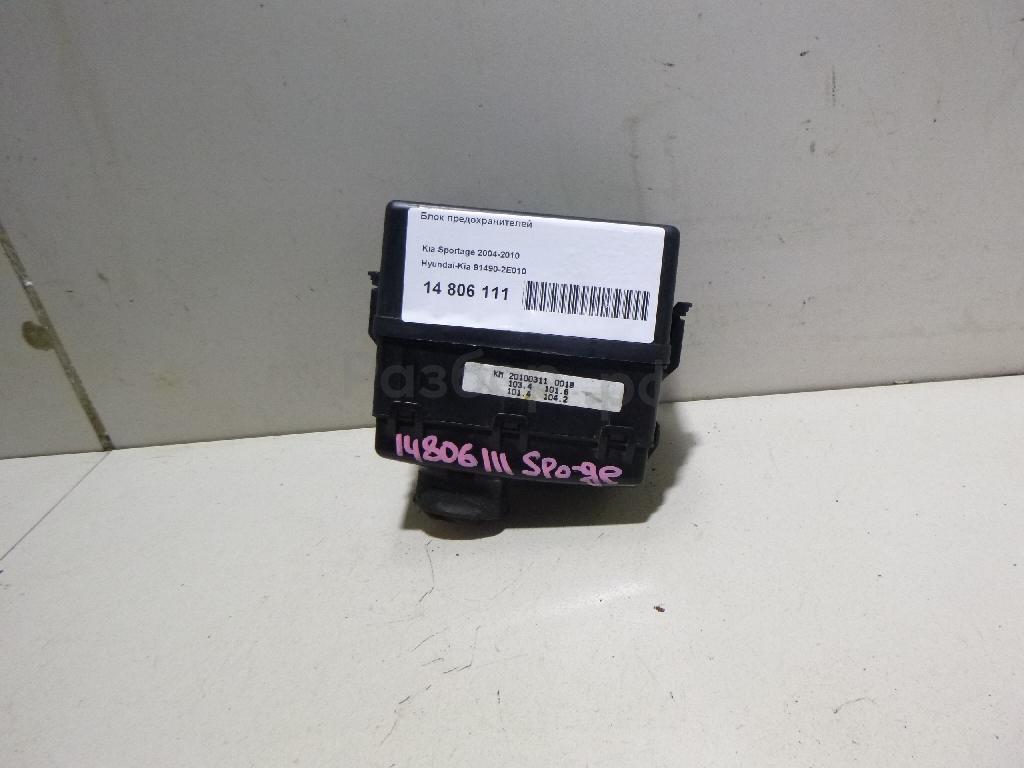 Блок предохранителей
Kia Sportage 2004-2010
Hyundai-Kia 91490-2E010
14 806 111
KM 20100311 0018
103.4 101.6
101.4 104.2
14806111 Spo-ge